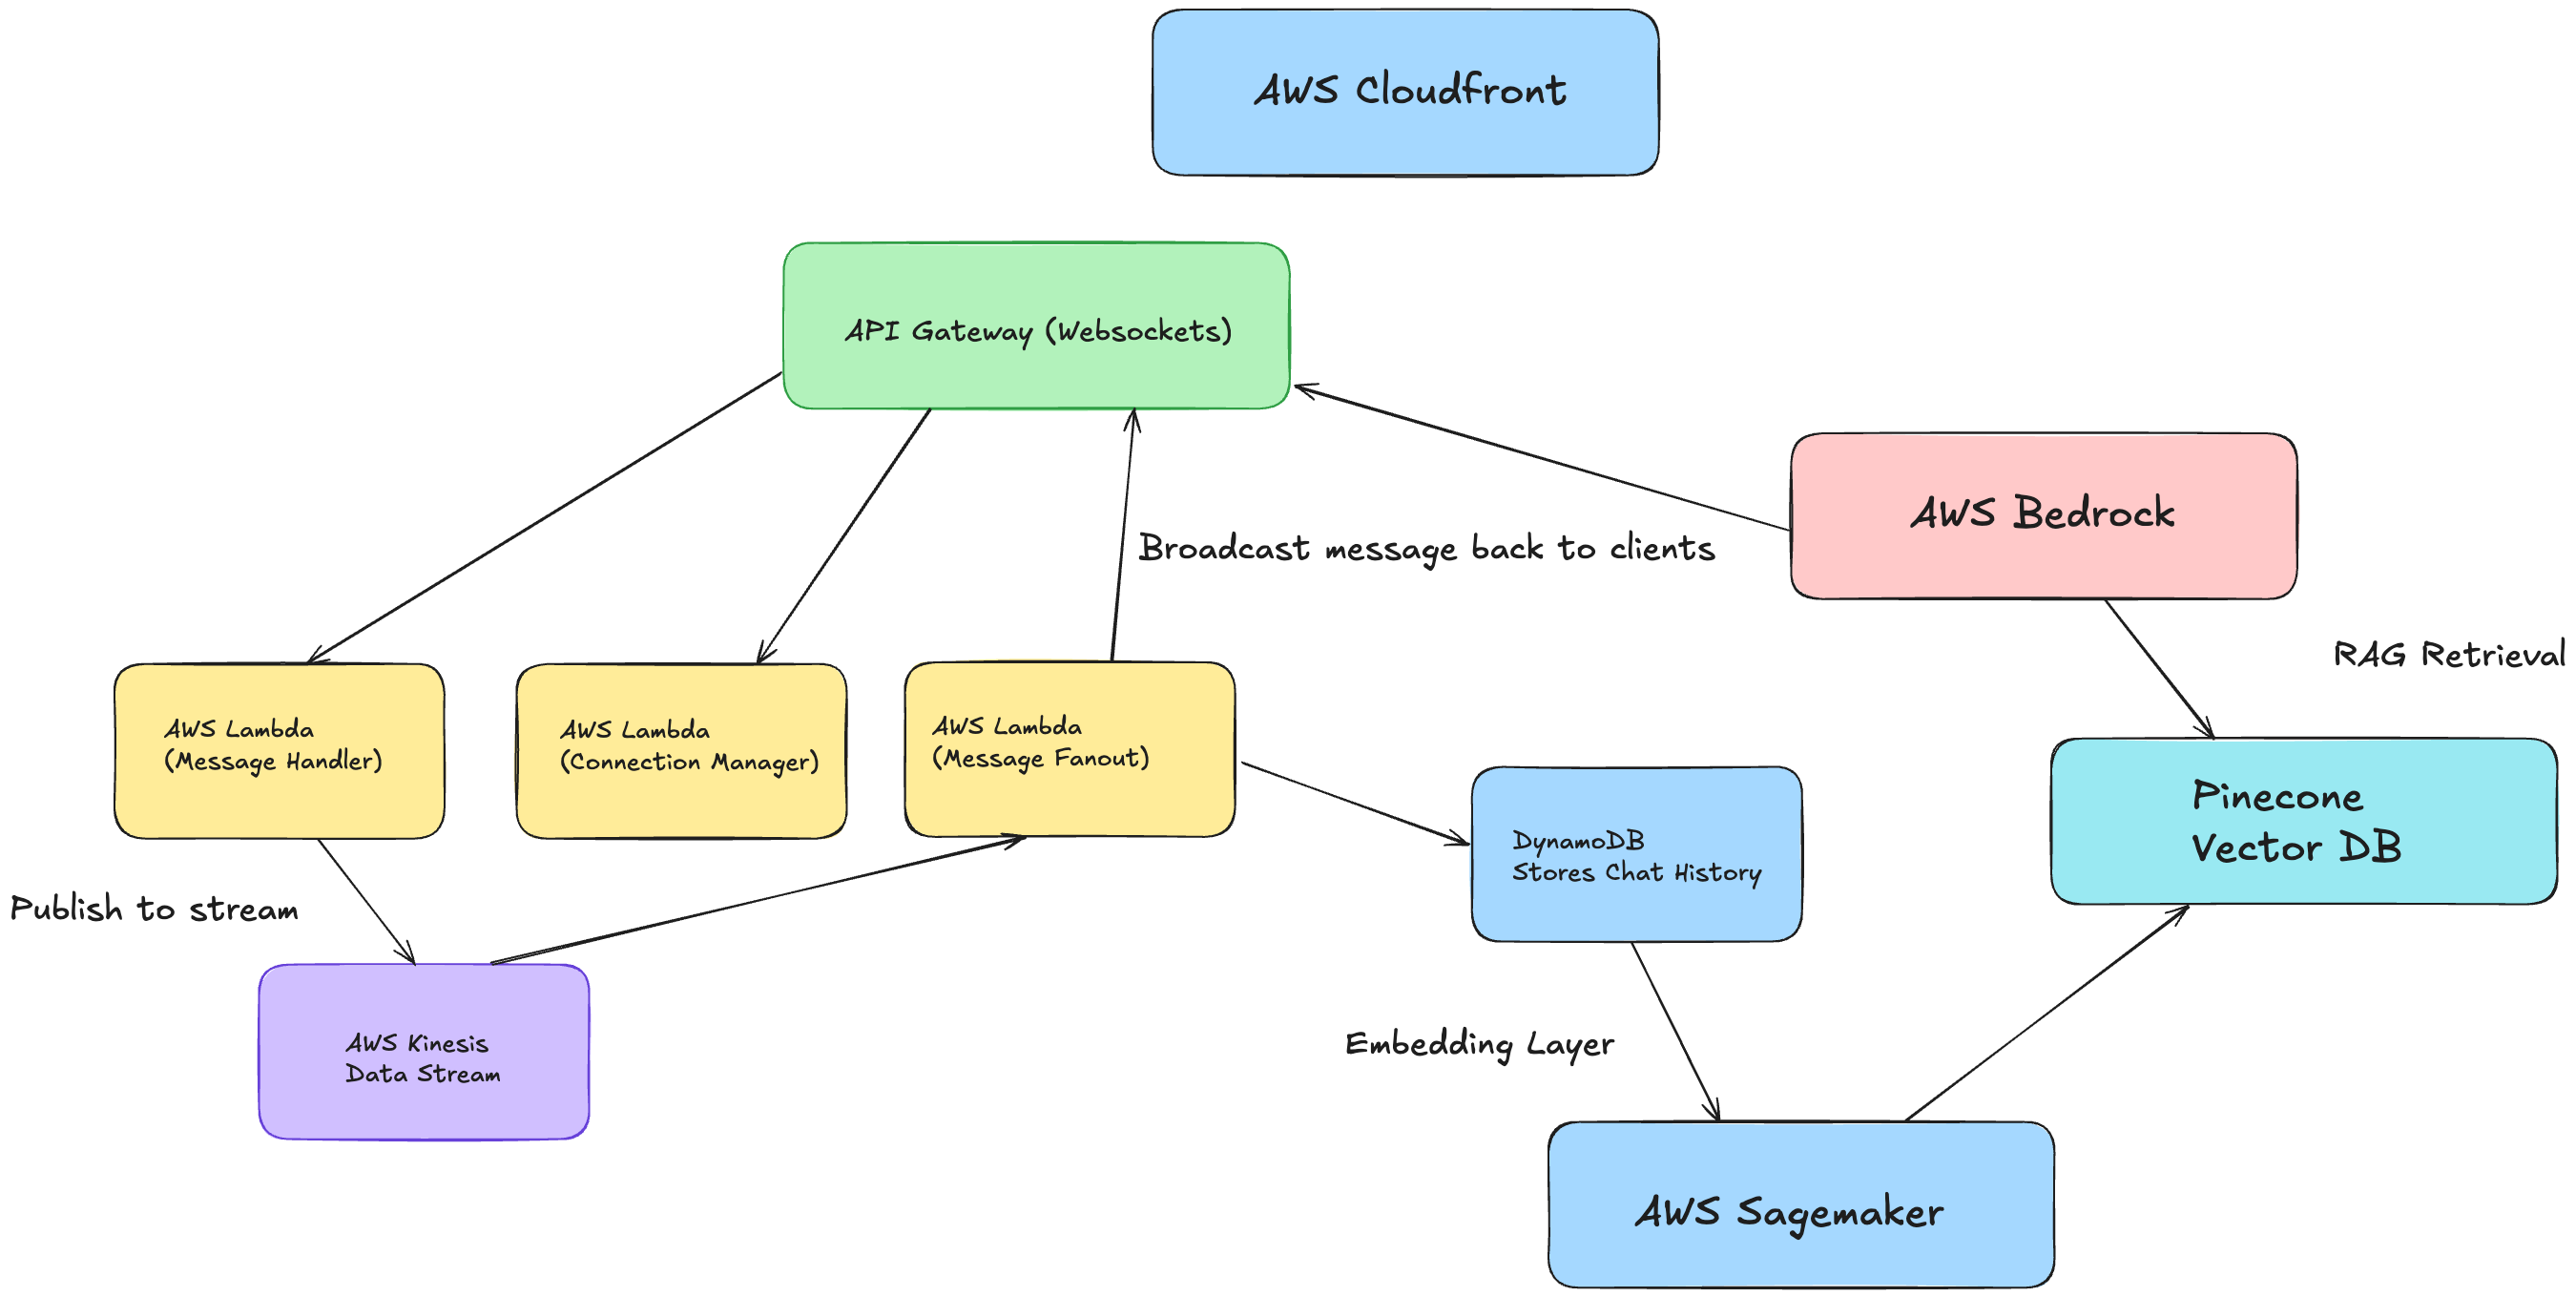 AWS Cloudfront
API Gateway (Websockets)
AWS Bedrock
Broadcast message back to clients
RAG Retrieval
AWS Lambda
(Message Handler)
AWS Lambda
(Connection Manager)
AWS Lambda
(Message Fanout)
DynamoDB
Stores Chat History
Pinecone
Vector DB
Publish to stream
AWS Kinesis
Data Stream
Embedding Layer
AWS Sagemaker